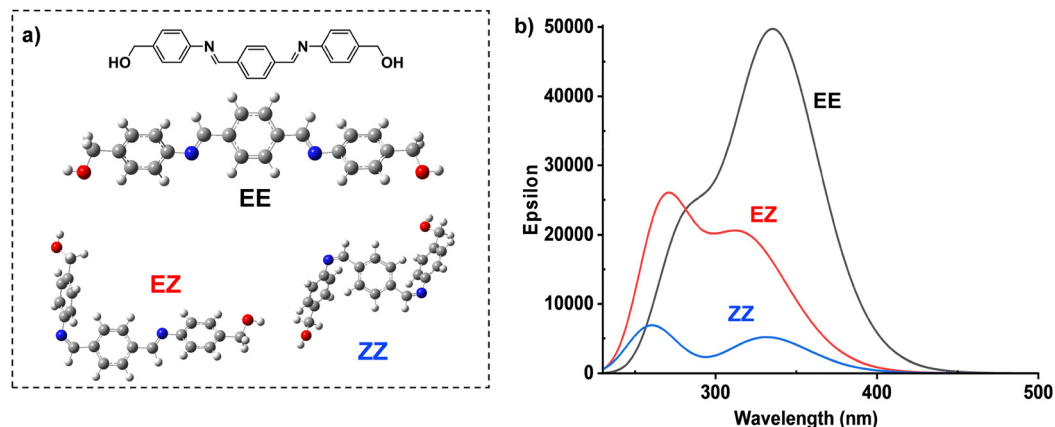 a)
N
N
HO
OH
EE
EZ
ZZ
b)
50000
40000
30000
20000
10000
0
Epsilon
EE
EZ
ZZ
300
400
500
Wavelength (nm)